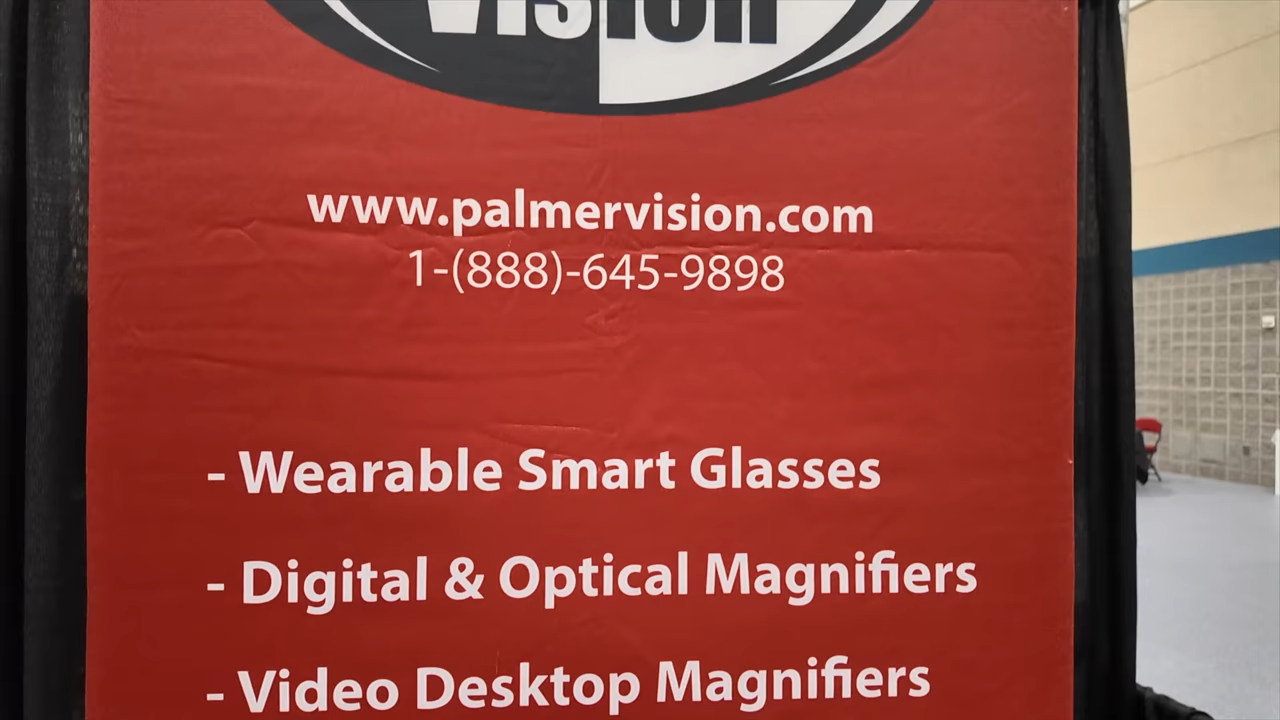 Vision
www.palmervision.com
1-(888)-645-9898
- Wearable Smart Glasses
- Digital & Optical Magnifiers
- Video Desktop Magnifiers